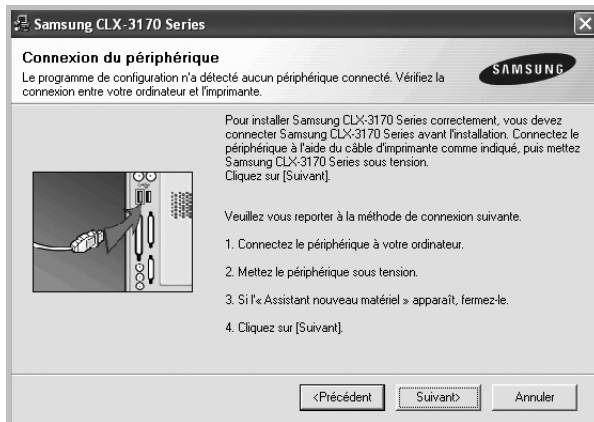 Samsung CLX-3170 Series
Connexion du périphérique
Le programme de configuration n'a détecté aucun périphérique connecté. Vérifiez la
connexion entre votre ordinateur et l'imprimante.
SAMSUNG
Pour installer Samsung CLX-3170 Series correctement, vous devez
connecter Samsung CLX-3170 Series avant l'installation. Connectez le
périphérique à l'aide du câble d'imprimante comme indiqué, puis mettez
Samsung CLX-3170 Series sous tension.
Cliquez sur [Suivant].
Veuillez vous reporter à la méthode de connexion suivante.
1. Connectez le périphérique à votre ordinateur.
2. Mettez le périphérique sous tension.
3. Si l'« Assistant nouveau matériel » apparaît, fermez-le.
4. Cliquez sur [Suivant].
<Précédent
Suivant>
Annuler